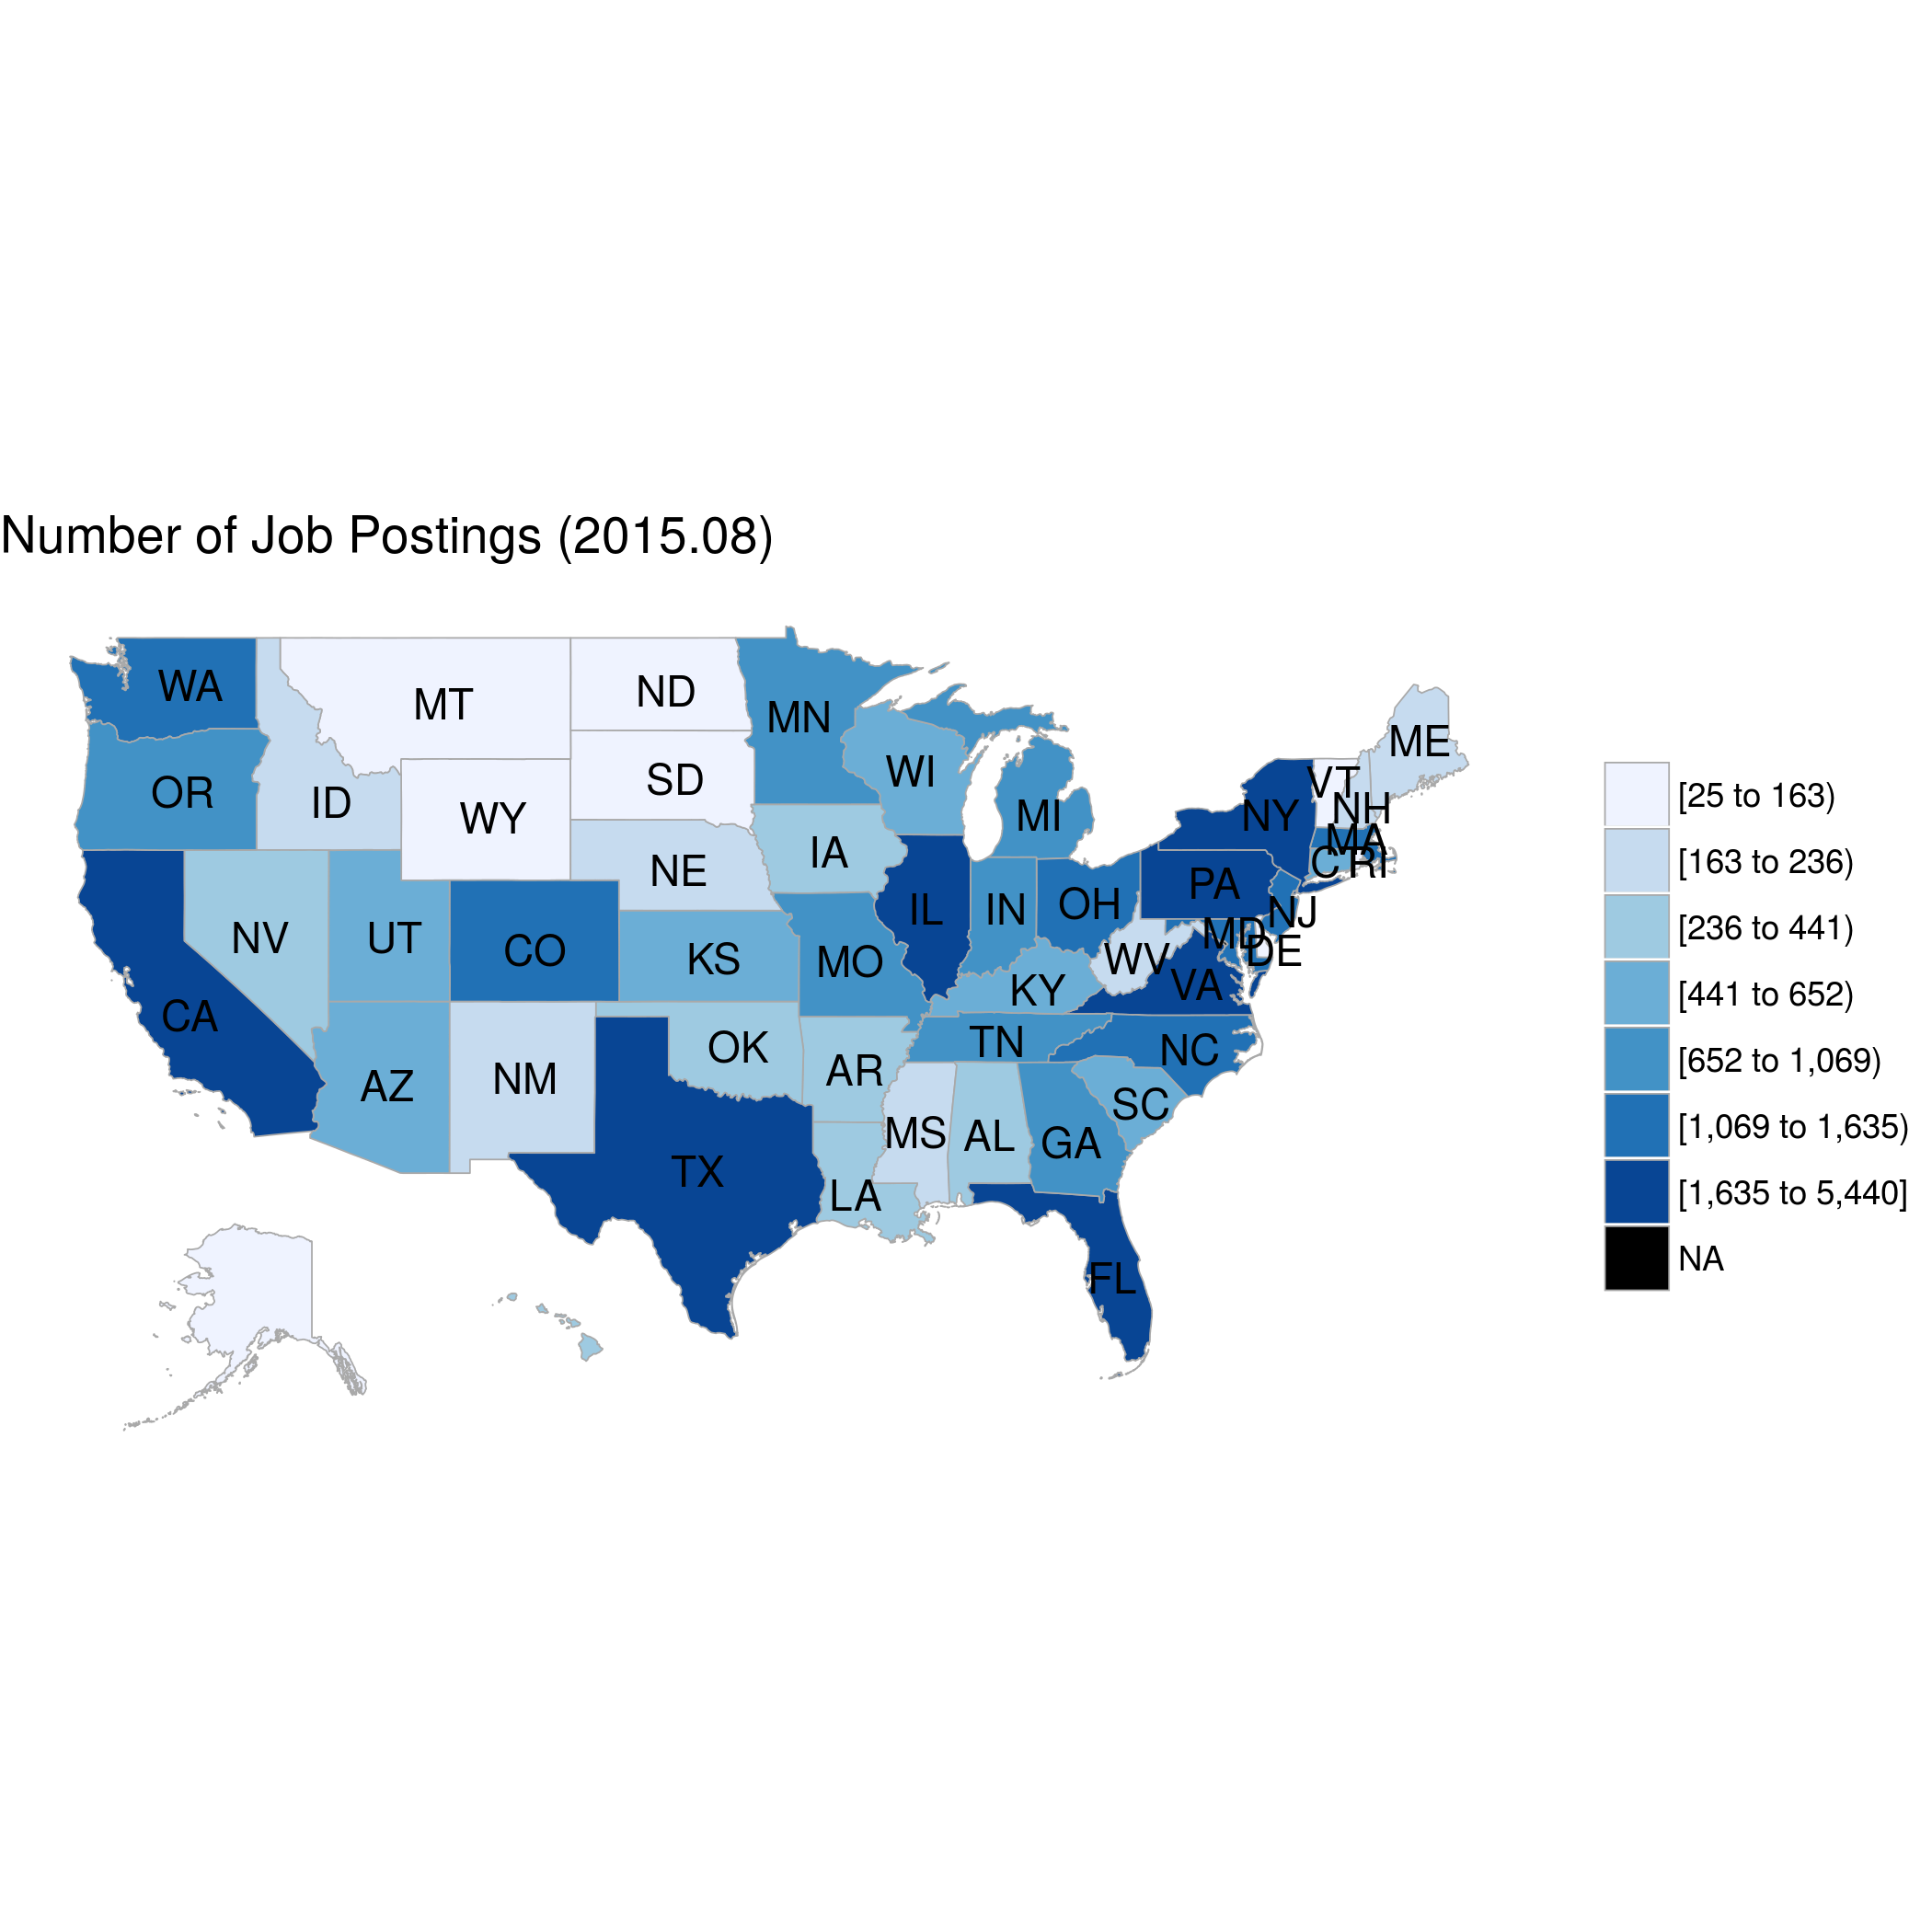 Number of Job Postings (2015.08)
WA
MT
ND
MN
ME
OR
ID
WY
SD
WI
MI
NY
VT
NH
MA
CT
RI
NE
IA
PA
NJ
NV
UT
CO
KS
MO
IL
IN
OH
MD
DE
WV
VA
KY
CA
AZ
NM
OK
AR
TN
NC
SC
MS
AL
GA
TX
LA
FL
[25 to 163)
[163 to 236)
[236 to 441)
[441 to 652)
[652 to 1,069)
[1,069 to 1,635)
[1,635 to 5,440]
NA